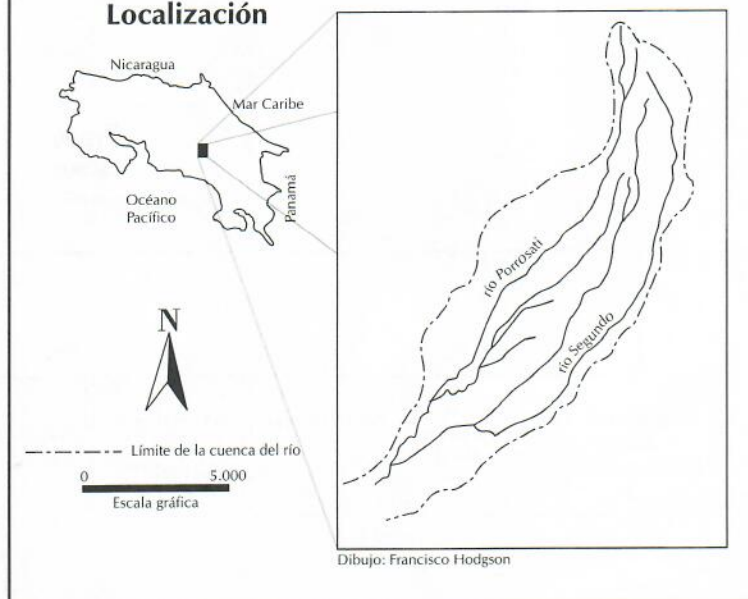 Localización
Nicaragua
Mar Caribe
Océano
Pacífico
Panamá
N
Límite de la cuenca del río
0 5.000
Escala gráfica
río Porrosatí
río Segundo
Dibujo: Francisco Hodgson